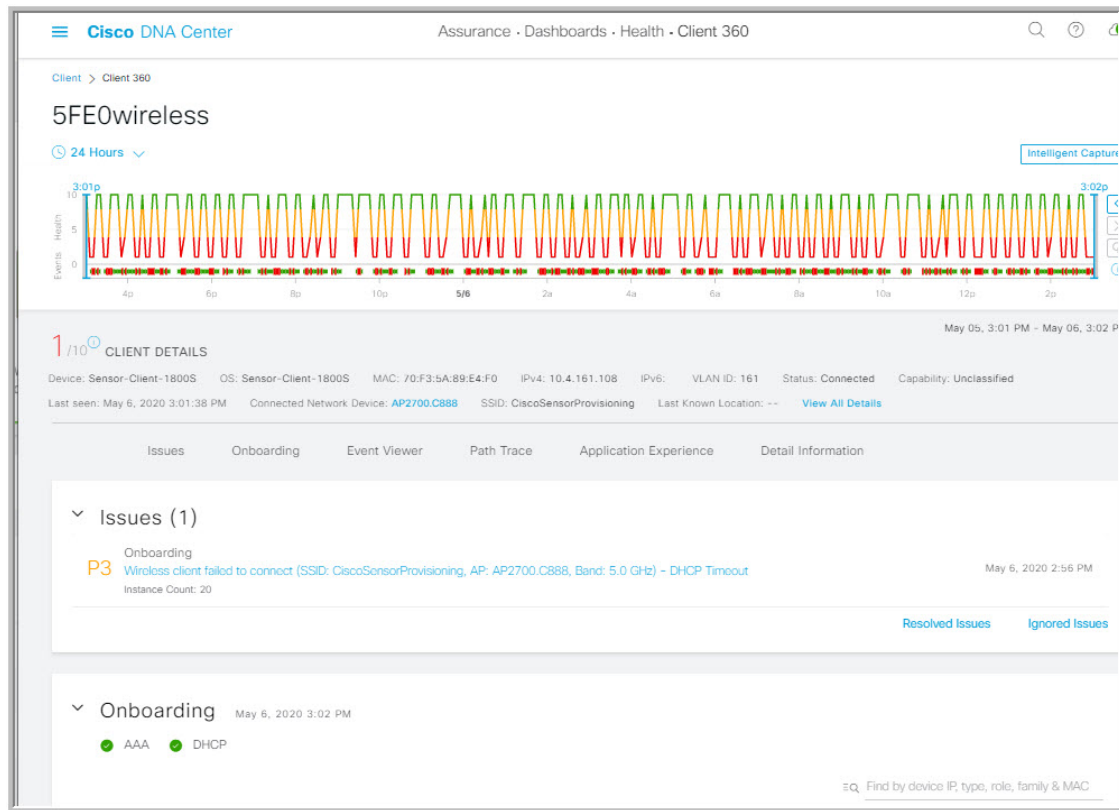 Cisco DNA Center
Assurance · Dashboards · Health · Client 360
Client > Client 360
5FE0wireless
24 Hours
Intelligent Capture
3:01p
3:02p
10
5
0
Health
Events
4p 6p 8p 10p 5/6 2a 4a 6a 8a 10a 12p 2p
May 05, 3:01 PM - May 06, 3:02 P
1/10 CLIENT DETAILS
Device: Sensor-Client-1800S OS: Sensor-Client-1800S MAC: 70:F3:5A:89:E4:F0 IPv4: 10.4.161.108 IPv6: VLAN ID: 161 Status: Connected Capability: Unclassified
Last seen: May 6, 2020 3:01:38 PM Connected Network Device: AP2700.C888 SSID: CiscoSensorProvisioning Last Known Location: -- View All Details
Issues Onboarding Event Viewer Path Trace Application Experience Detail Information
Issues (1)
Onboarding
P3 Wireless client failed to connect (SSID: CiscoSensorProvisioning, AP: AP2700.C888, Band: 5.0 GHz) - DHCP Timeout May 6, 2020 2:56 PM
Instance Count: 20
Resolved Issues Ignored Issues
Onboarding May 6, 2020 3:02 PM
AAA DHCP
Find by device IP, type, role, family & MAC